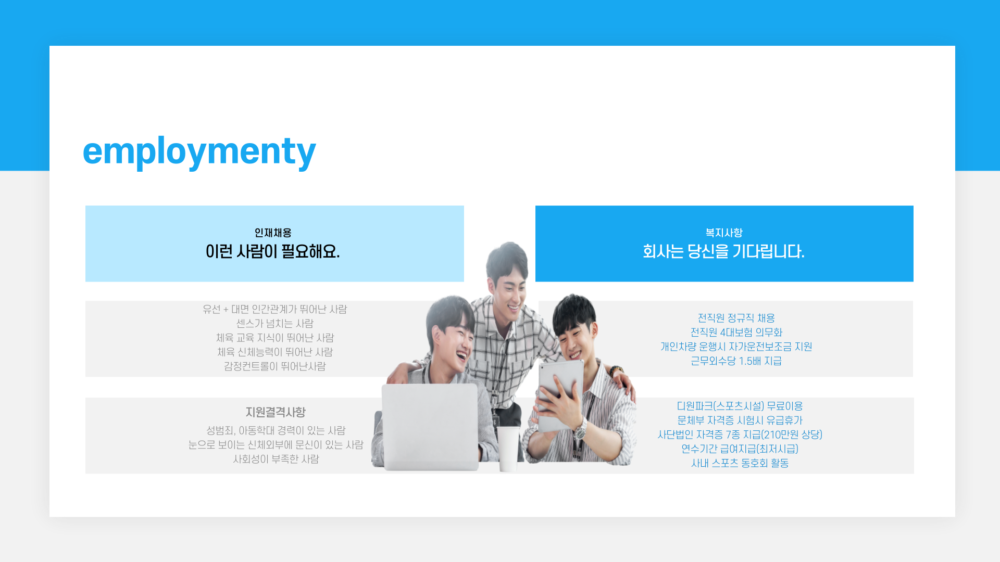 employmenty
인재채용
이런 사람이 필요해요.
유선 + 대면 인간관계가 뛰어난 사람
센스가 넘치는 사람
체육 교육 지식이 뛰어난 사람
체육 신체능력이 뛰어난 사람
감정컨트롤이 뛰어난사람
지원결격사항
성범죄, 아동학대 경력이 있는 사람
눈으로 보이는 신체외부에 문신이 있는 사람
사회성이 부족한 사람
복지사항
회사는 당신을 기다립니다.
전직원 정규직 채용
전직원 4대보험 의무화
개인차량 운행시 자가운전보조금 지원
근무외수당 1.5배 지급
디원파크(스포츠시설) 무료이용
문체부 자격증 시험시 유급휴가
사단법인 자격증 7종 지급(210만원 상당)
연수기간 급여지급(최저시급)
사내 스포츠 동호회 활동